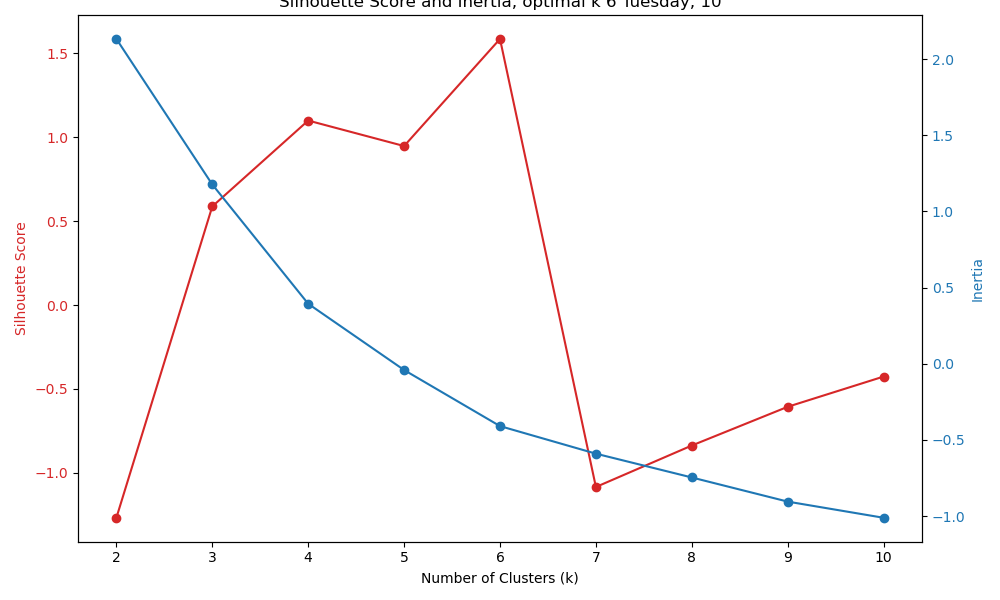 Silhouette Score and Inertia, optimal k 6 Tuesday, 10
1.5
1.0
0.5
0.0
−0.5
−1.0
Silhouette Score
2.0
1.5
1.0
0.5
0.0
−0.5
−1.0
Inertia
2 3 4 5 6 7 8 9 10
Number of Clusters (k)